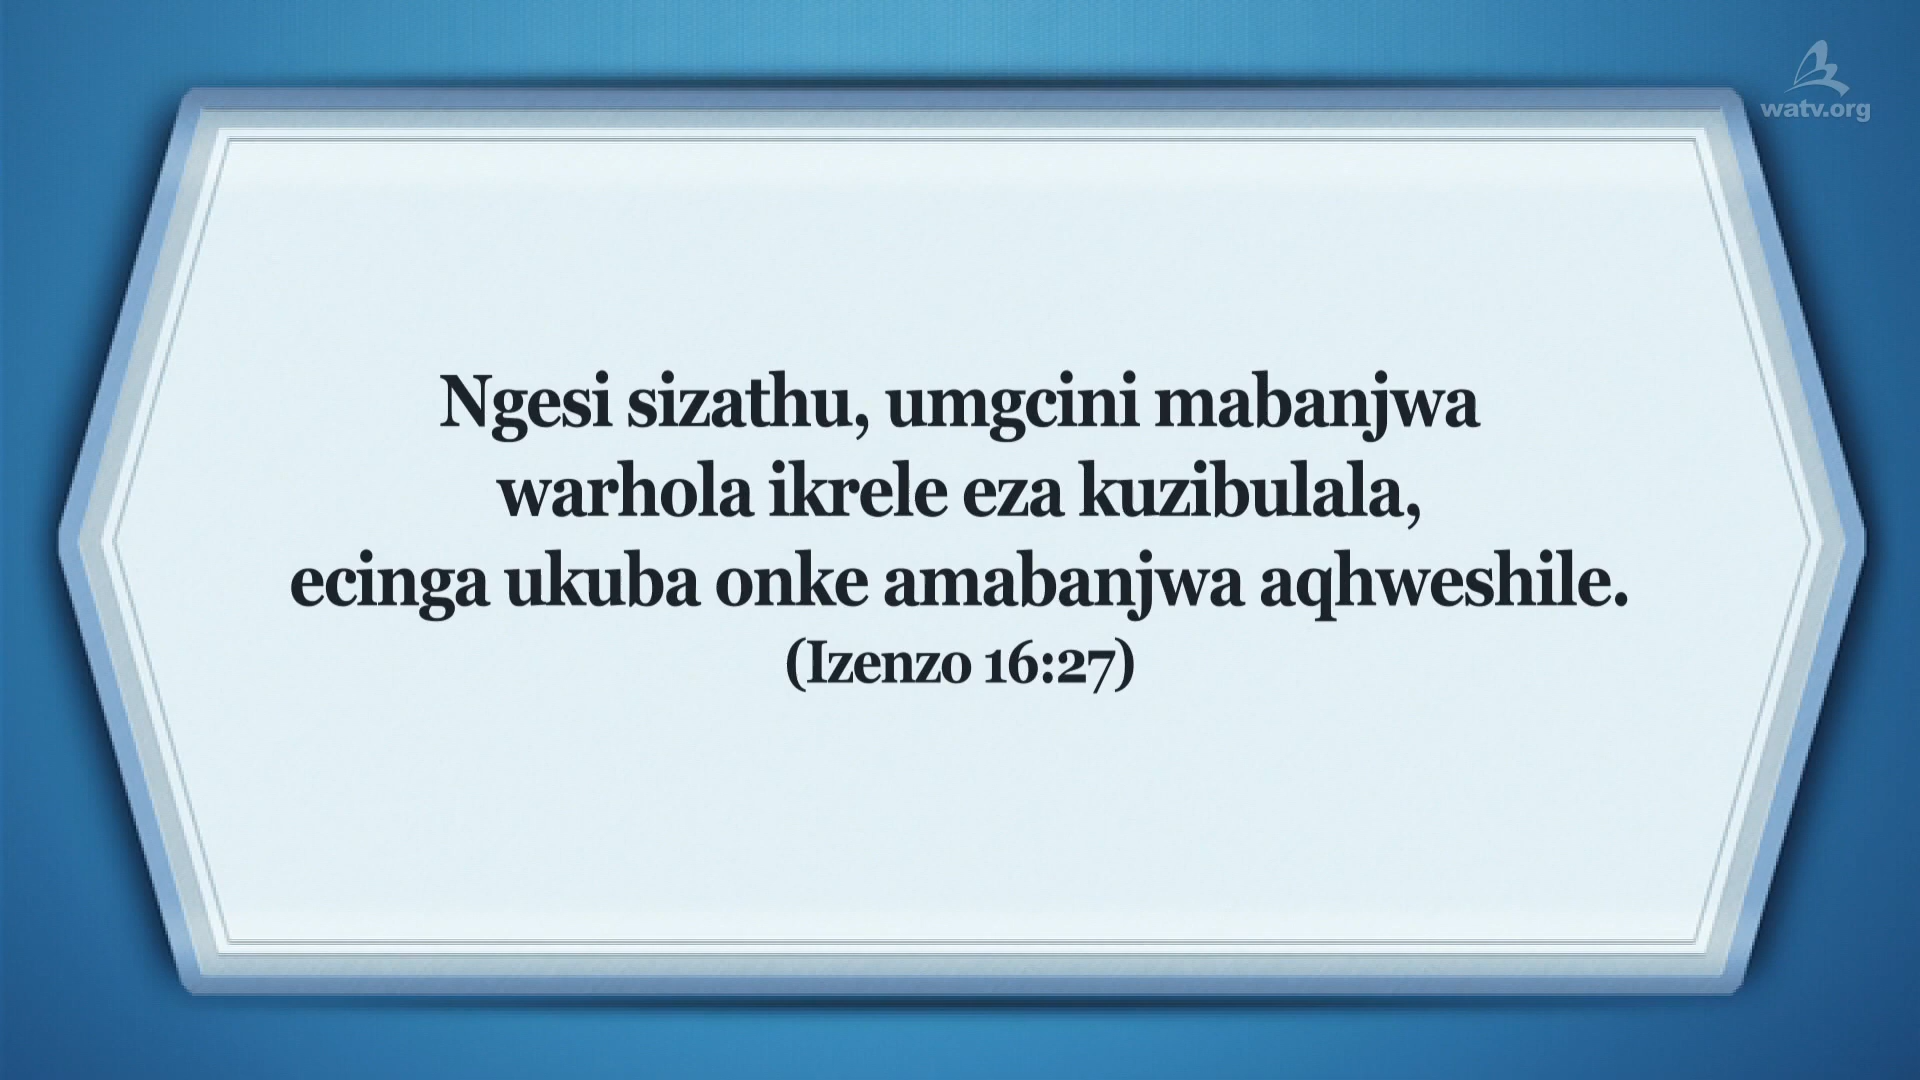 watv.org
Ngesi sizathu, umgcini mabanjwa
warhola ikrele eza kuzibulala,
ecinga ukuba onke amabanjwa aqhweshile.
(Izenzo 16:27)